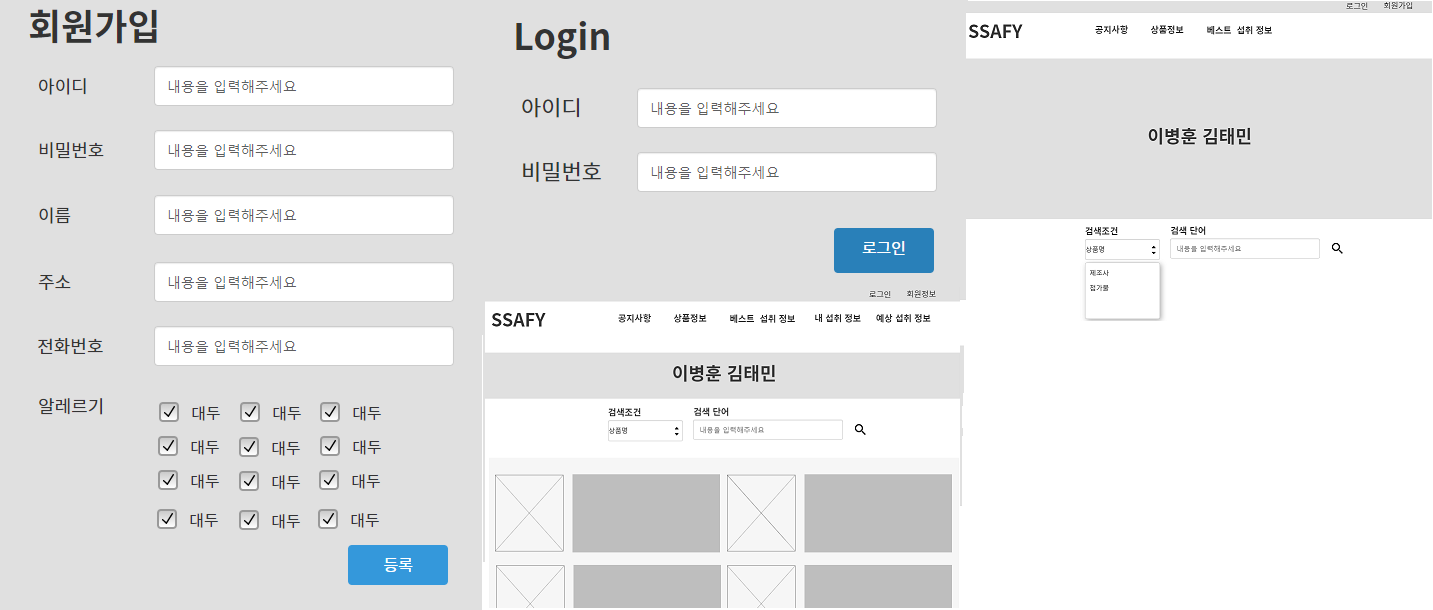 회원가입
아이디 내용을 입력해주세요
비밀번호 내용을 입력해주세요
이름 내용을 입력해주세요
주소 내용을 입력해주세요
전화번호 내용을 입력해주세요
알레르기 대두 대두 대두
대두 대두 대두
대두 대두 대두
대두 대두 대두
등록
Login
아이디 내용을 입력해주세요
비밀번호 내용을 입력해주세요
로그인
로그인 회원정보
SSAFY 공지사항 상품정보 베스트 섭취 정보 내 섭취 정보 예상 섭취 정보
이병훈 김태민
검색조건 검색 단어
상품명 내용을 입력해주세요
로그인 회원가입
SSAFY 공지사항 상품정보 베스트 섭취 정보
이병훈 김태민
검색조건 검색 단어
상품명 내용을 입력해주세요
제조사
첨가물